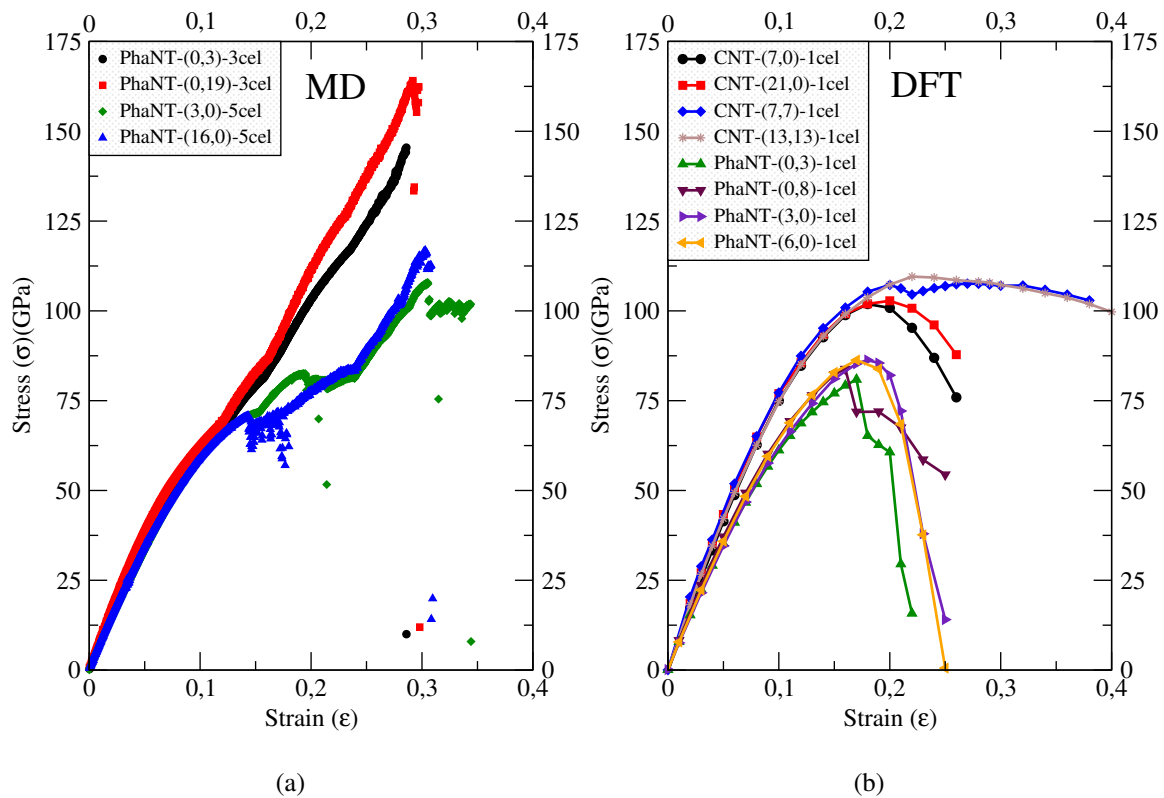 0 0,1 0,2 0,3 0,4
175
150
125
100
75
50
25
0
Stress (σ)(GPa)
PhaNT-(0,3)-3cel
PhaNT-(0,19)-3cel
PhaNT-(3,0)-5cel
PhaNT-(16,0)-5cel
MD
175
150
125
100
75
50
25
0
0 0,1 0,2 0,3 0,4
Strain (ε)
(a)
0 0,1 0,2 0,3 0,4
175
150
125
100
75
50
25
0
Stress (σ)(GPa)
CNT-(7,0)-1cel
CNT-(21,0)-1cel
CNT-(7,7)-1cel
CNT-(13,13)-1cel
PhaNT-(0,3)-1cel
PhaNT-(0,8)-1cel
PhaNT-(3,0)-1cel
PhaNT-(6,0)-1cel
DFT
175
150
125
100
75
50
25
0
0 0,1 0,2 0,3 0,4
Strain (ε)
(b)